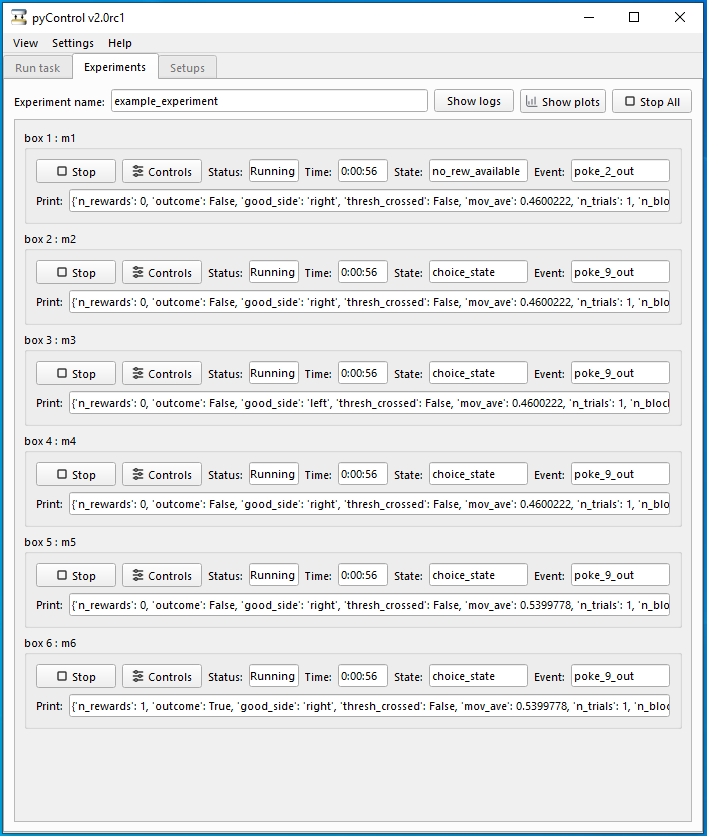 pyControl v2.0rc1
View Settings Help
Run task Experiments Setups
Experiment name: example_experiment Show logs Show plots Stop All
box 1 : m1
Stop Controls Status: Running Time: 0:00:56 State: no_rew_available Event: poke_2_out
Print: {'n_rewards': 0, 'outcome': False, 'good_side': 'right', 'thresh_crossed': False, 'mov_ave': 0.4600222, 'n_trials': 1, 'n_blo
box 2 : m2
Stop Controls Status: Running Time: 0:00:56 State: choice_state Event: poke_9_out
Print: {'n_rewards': 0, 'outcome': False, 'good_side': 'right', 'thresh_crossed': False, 'mov_ave': 0.4600222, 'n_trials': 1, 'n_blo
box 3 : m3
Stop Controls Status: Running Time: 0:00:56 State: choice_state Event: poke_9_out
Print: {'n_rewards': 0, 'outcome': False, 'good_side': 'left', 'thresh_crossed': False, 'mov_ave': 0.4600222, 'n_trials': 1, 'n_bloc
box 4 : m4
Stop Controls Status: Running Time: 0:00:56 State: choice_state Event: poke_9_out
Print: {'n_rewards': 0, 'outcome': False, 'good_side': 'right', 'thresh_crossed': False, 'mov_ave': 0.4600222, 'n_trials': 1, 'n_blo
box 5 : m5
Stop Controls Status: Running Time: 0:00:56 State: choice_state Event: poke_9_out
Print: {'n_rewards': 0, 'outcome': False, 'good_side': 'right', 'thresh_crossed': False, 'mov_ave': 0.5399778, 'n_trials': 1, 'n_blo
box 6 : m6
Stop Controls Status: Running Time: 0:00:56 State: choice_state Event: poke_9_out
Print: {'n_rewards': 1, 'outcome': True, 'good_side': 'right', 'thresh_crossed': False, 'mov_ave': 0.5399778, 'n_trials': 1, 'n_bloc